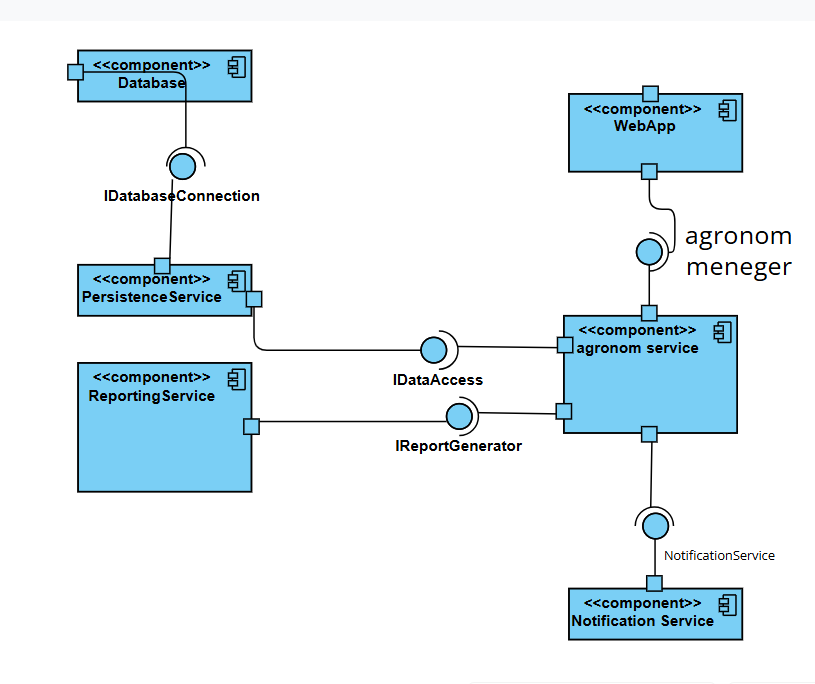 <<component>>
Database
<<component>>
WebApp
IDatabaseConnection
agronom
meneger
<<component>>
PersistenceService
<<component>>
agronom service
IDataAccess
<<component>>
ReportingService
IReportGenerator
NotificationService
<<component>>
Notification Service